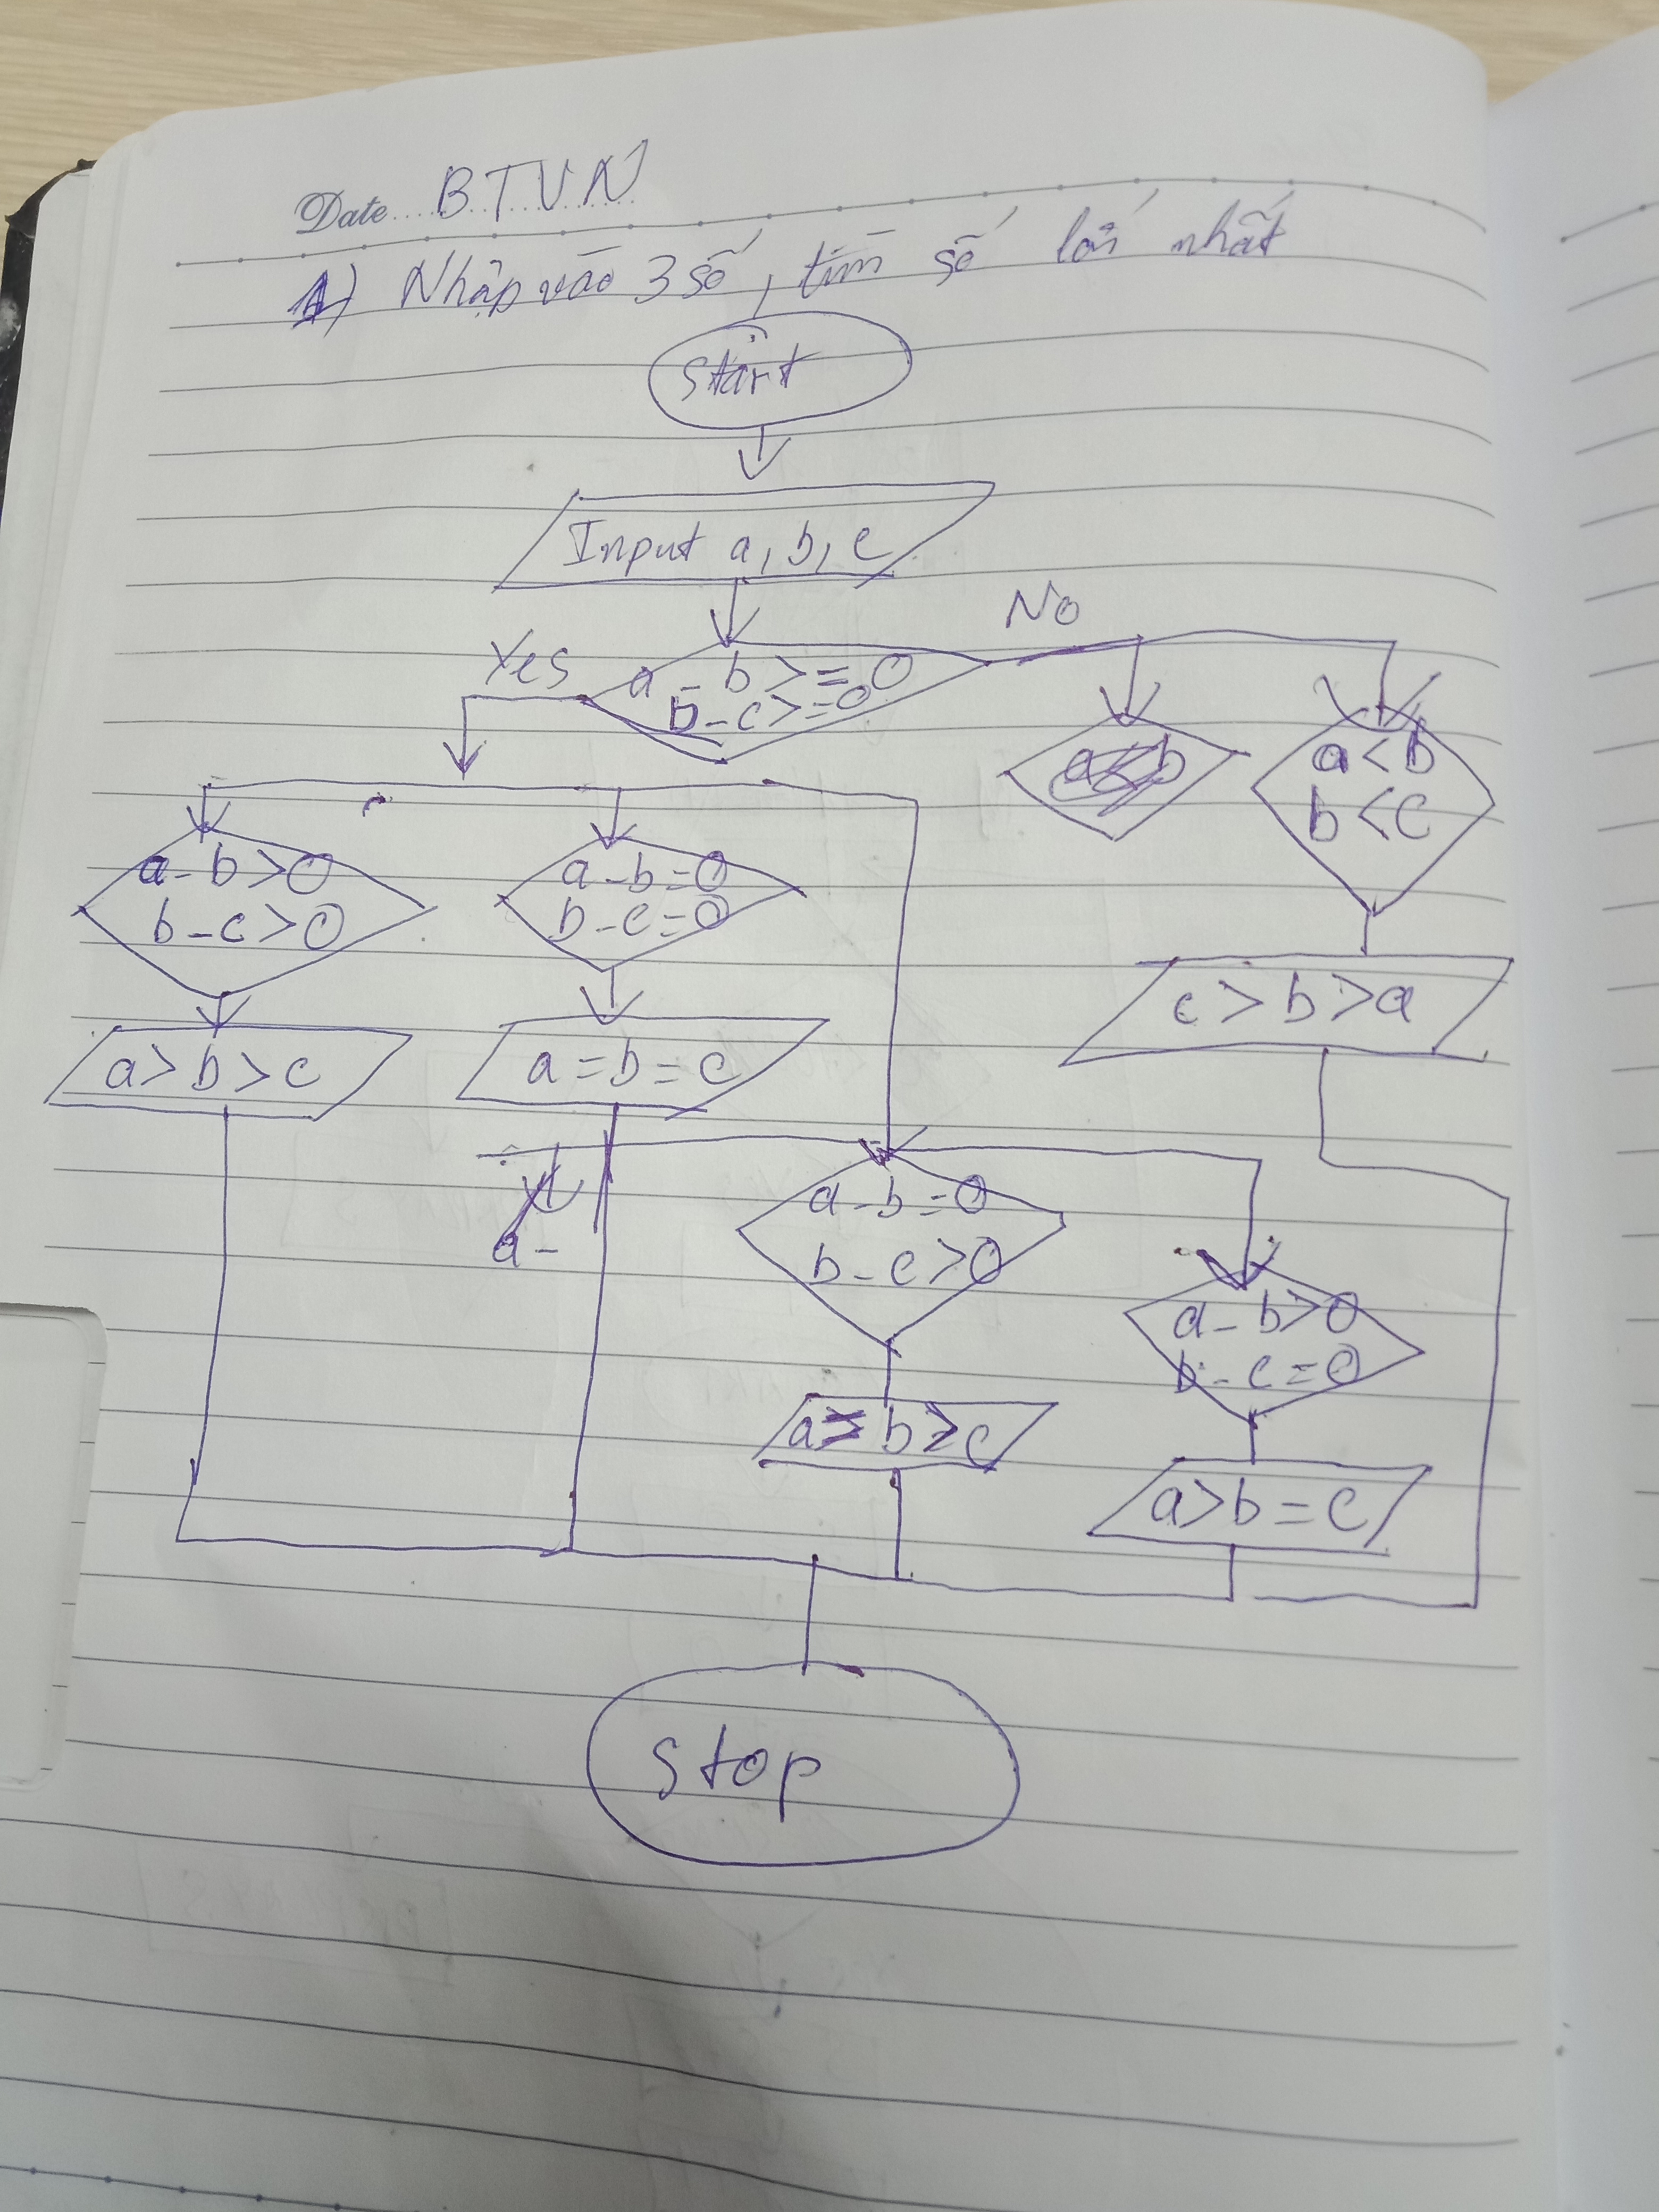 Date BTVN
1) Nhập vào 3 số, tìm số lớn nhất
Start
Input a, b, c
Yes
No
a - b >= 0
b - c >= 0
a < b
b < c
a - b > 0
b - c > 0
a - b = 0
b - c = 0
c > b > a
a > b > c
a = b = c
a -
a - b = 0
b - c > 0
a - b > 0
b - c = 0
a = b > c
a > b = c
Stop